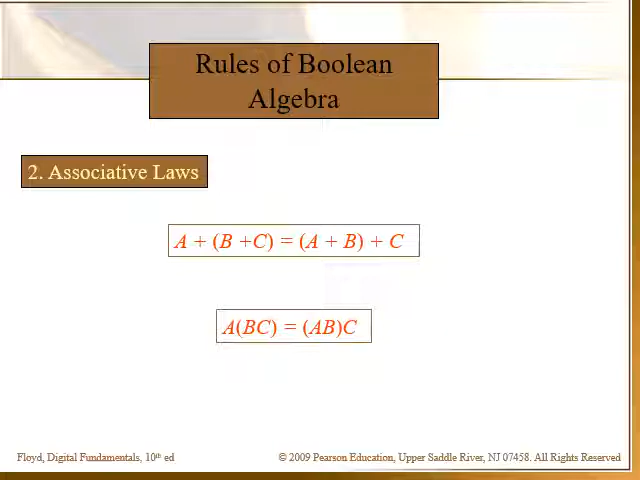 Rules of Boolean
Algebra
2. Associative Laws
A + (B +C) = (A + B) + C
A(BC) = (AB)C
Floyd, Digital Fundamentals, 10th ed
© 2009 Pearson Education, Upper Saddle River, NJ 07458. All Rights Reserved